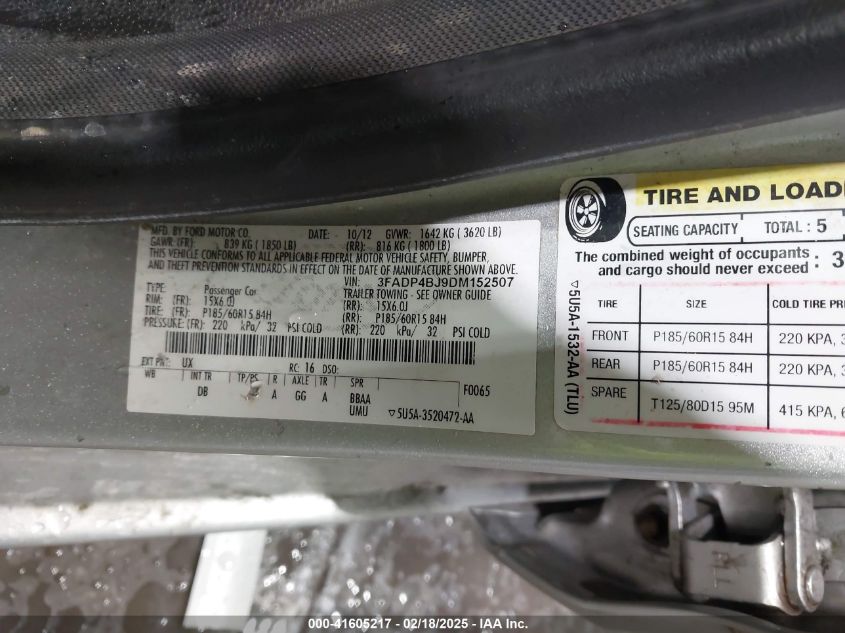 MFD. BY FORD MOTOR CO. DATE: 10/12 GVWR: 1642 KG ( 3620 LB)
GAWR: (FR): 839 KG ( 1850 LB) (RR): 816 KG ( 1800 LB)
THIS VEHICLE CONFORMS TO ALL APPLICABLE FEDERAL MOTOR VEHICLE SAFETY, BUMPER,
AND THEFT PREVENTION STANDARDS IN EFFECT ON THE DATE OF MANUFACTURE SHOWN ABOVE.
VIN: 3FADP4BJ9DM152507
TYPE: Passenger Car TRAILER TOWING - SEE OWNER GUIDE
RIM: (FR): 15X6.0J (RR): 15X6.0J
TIRE: (FR): P185/60R15 84H (RR): P185/60R15 84H
PRESSURE: (FR): 220 kPa/ 32 PSI COLD (RR): 220 kPa/ 32 PSI COLD
EXT PNT: UX RC: 16 DSO:
WB INT TR TP/PS R AXLE TR SPR F0065
DB A GG A BBAA
UMU ▽5U5A-3520472-AA
▽5U5A-1532-AA (TLU)
TIRE AND LOADI
SEATING CAPACITY TOTAL : 5
The combined weight of occupants
and cargo should never exceed : 3
TIRE SIZE COLD TIRE PR
FRONT P185/60R15 84H 220 KPA, 3
REAR P185/60R15 84H 220 KPA, 3
SPARE T125/80D15 95M 415 KPA, 6
000-41605217 - 02/18/2025 - IAA Inc.